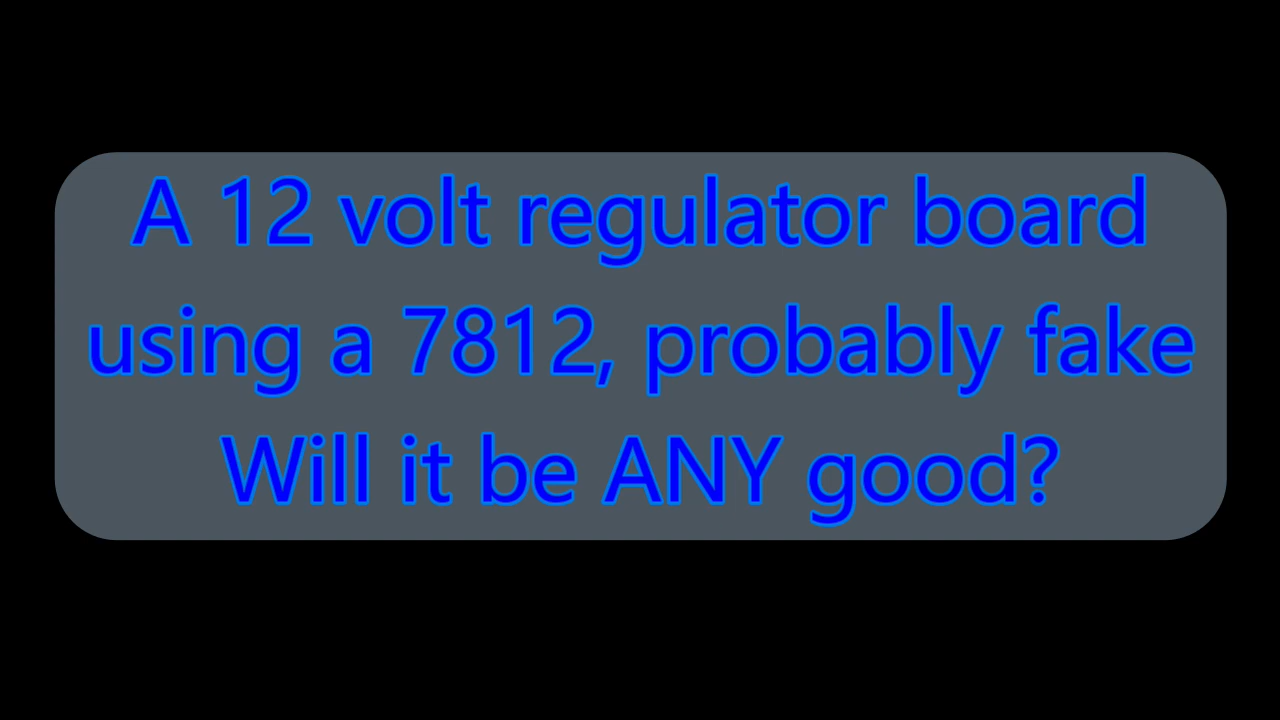 A 12 volt regulator board
using a 7812, probably fake
Will it be ANY good?